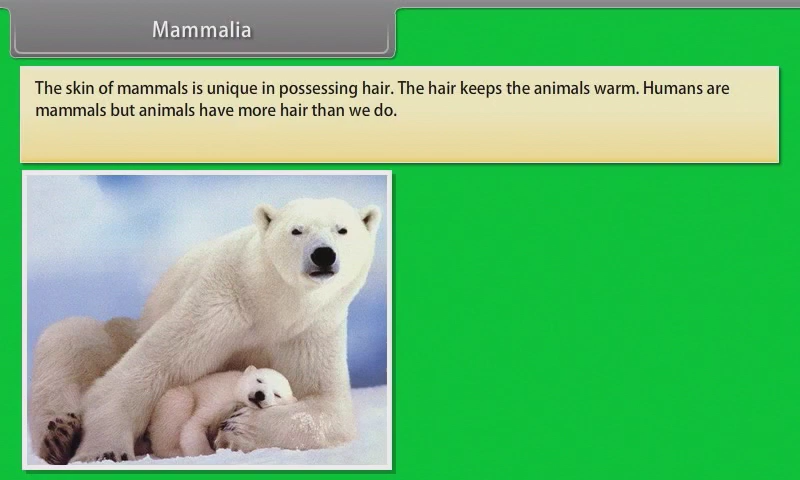 Mammalia
The skin of mammals is unique in possessing hair. The hair keeps the animals warm. Humans are
mammals but animals have more hair than we do.